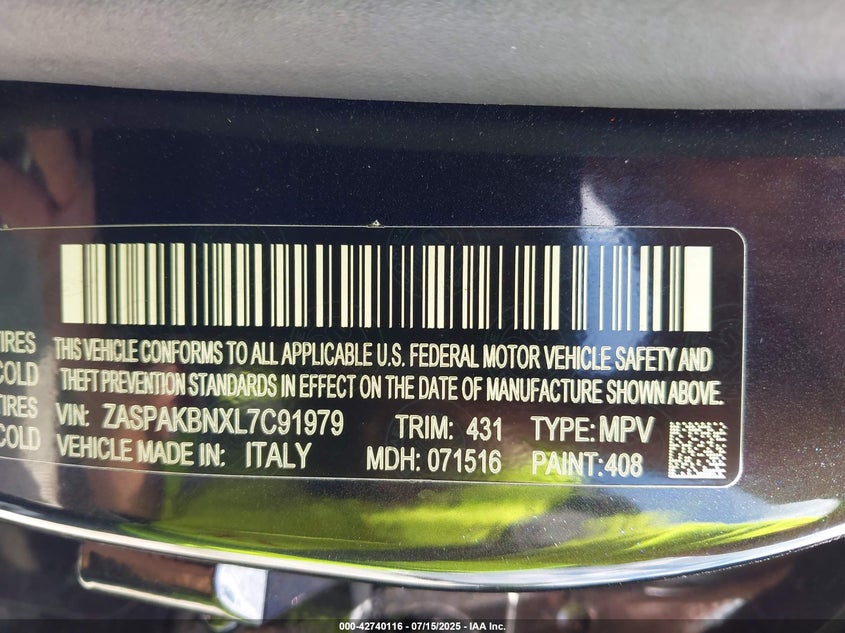 TIRES
COLD
TIRES
COLD
THIS VEHICLE CONFORMS TO ALL APPLICABLE U.S. FEDERAL MOTOR VEHICLE SAFETY AND
THEFT PREVENTION STANDARDS IN EFFECT ON THE DATE OF MANUFACTURE SHOWN ABOVE.
VIN: ZASPAKBNXL7C91979 TRIM: 431 TYPE: MPV
VEHICLE MADE IN: ITALY MDH: 071516 PAINT: 408
000-42740116 - 07/15/2025 - IAA Inc.